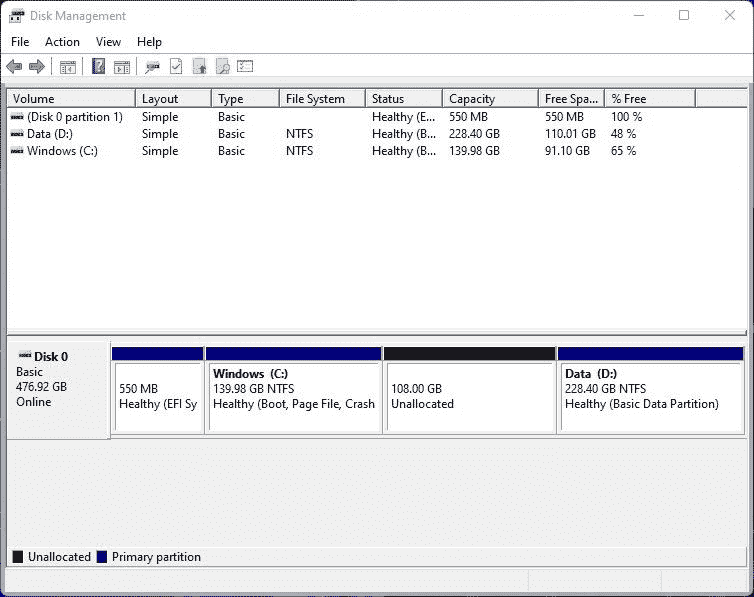 Disk Management
File Action View Help
Volume Layout Type File System Status Capacity Free Spa... % Free
(Disk 0 partition 1) Simple Basic Healthy (E... 550 MB 550 MB 100 %
Data (D:) Simple Basic NTFS Healthy (B... 228.40 GB 110.01 GB 48 %
Windows (C:) Simple Basic NTFS Healthy (B... 139.98 GB 91.10 GB 65 %
Disk 0
Basic
476.92 GB
Online
550 MB
Healthy (EFI Sy
Windows (C:)
139.98 GB NTFS
Healthy (Boot, Page File, Crash
108.00 GB
Unallocated
Data (D:)
228.40 GB NTFS
Healthy (Basic Data Partition)
Unallocated Primary partition